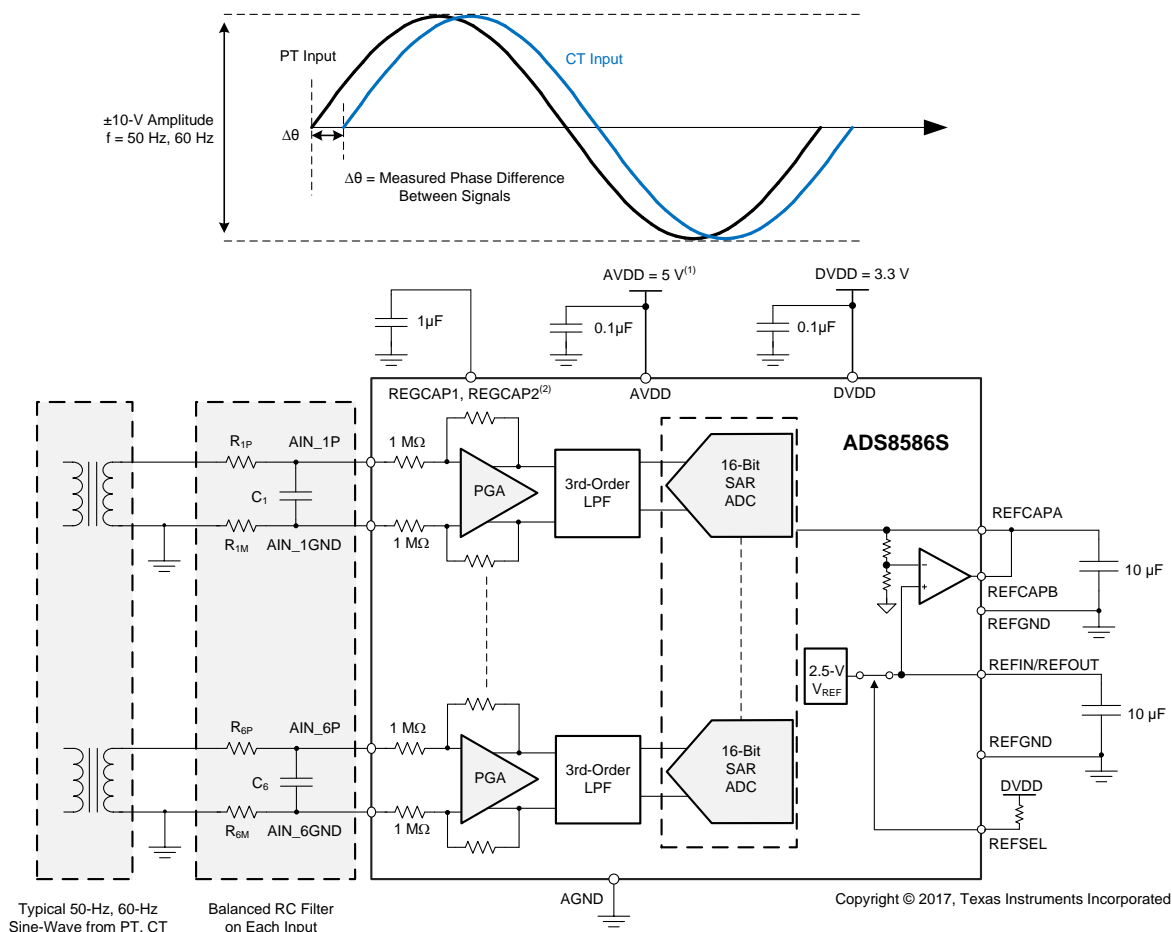 PT Input
CT Input
±10-V Amplitude
f = 50 Hz, 60 Hz
Δθ
Δθ = Measured Phase Difference
Between Signals
AVDD = 5 V(1)
DVDD = 3.3 V
1µF
0.1µF
0.1µF
REGCAP1, REGCAP2(2)
AVDD
DVDD
ADS8586S
R1P
AIN_1P
1 MΩ
C1
PGA
3rd-Order
LPF
16-Bit
SAR
ADC
R1M
AIN_1GND
1 MΩ
REFCAPA
10 µF
REFCAPB
REFGND
2.5-V
VREF
REFIN/REFOUT
10 µF
REFGND
R6P
AIN_6P
1 MΩ
C6
PGA
3rd-Order
LPF
16-Bit
SAR
ADC
R6M
AIN_6GND
1 MΩ
DVDD
REFSEL
AGND
Copyright © 2017, Texas Instruments Incorporated
Typical 50-Hz, 60-Hz
Sine-Wave from PT, CT
Balanced RC Filter
on Each Input
+
−